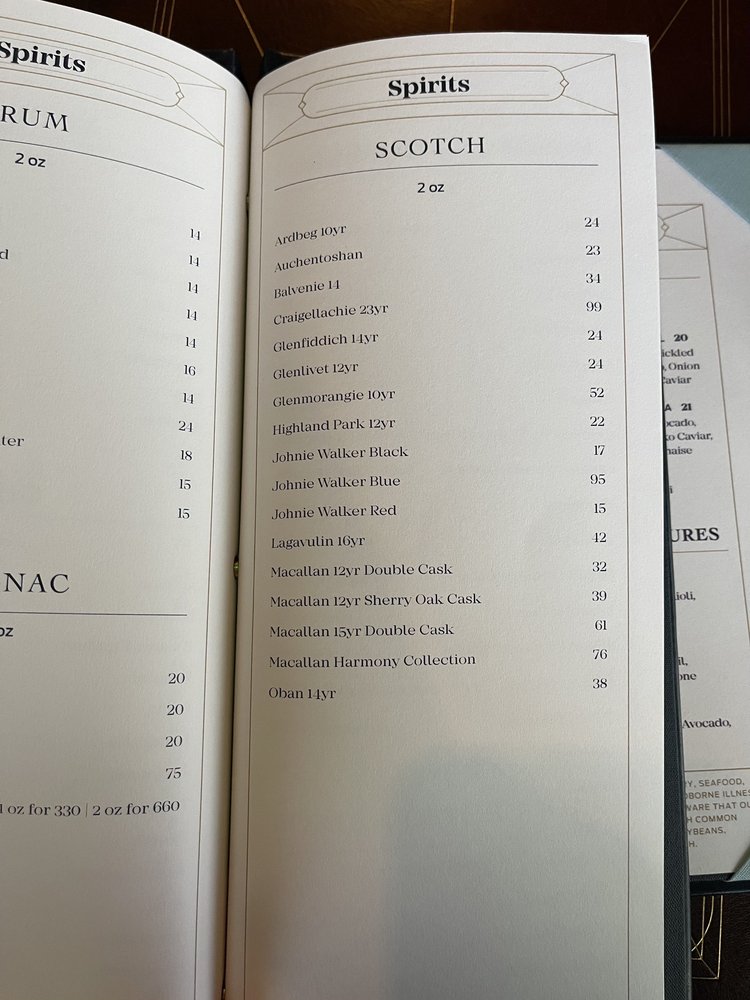 Spirits
RUM
2 oz
14
14
14
14
14
16
14
24
18
15
15
NAC
oz
20
20
20
75
1 oz for 330 | 2 oz for 660
Spirits
SCOTCH
2 oz
Ardbeg 10yr 24
Auchentoshan 23
Balvenie 14 34
Craigellachie 23yr 99
Glenfiddich 14yr 24
Glenlivet 12yr 24
Glenmorangie 10yr 52
Highland Park 12yr 22
Johnie Walker Black 17
Johnie Walker Blue 95
Johnie Walker Red 15
Lagavulin 16yr 42
Macallan 12yr Double Cask 32
Macallan 12yr Sherry Oak Cask 39
Macallan 15yr Double Cask 61
Macallan Harmony Collection 76
Oban 14yr 38
20
ickled
, Onion
Caviar
A 21
ocado,
ko Caviar,
naise
URES
ioli,
il,
one
Avocado,
Y, SEAFOOD,
OBORNE ILLNES
WARE THAT OU
H COMMON
YBEANS,
H.